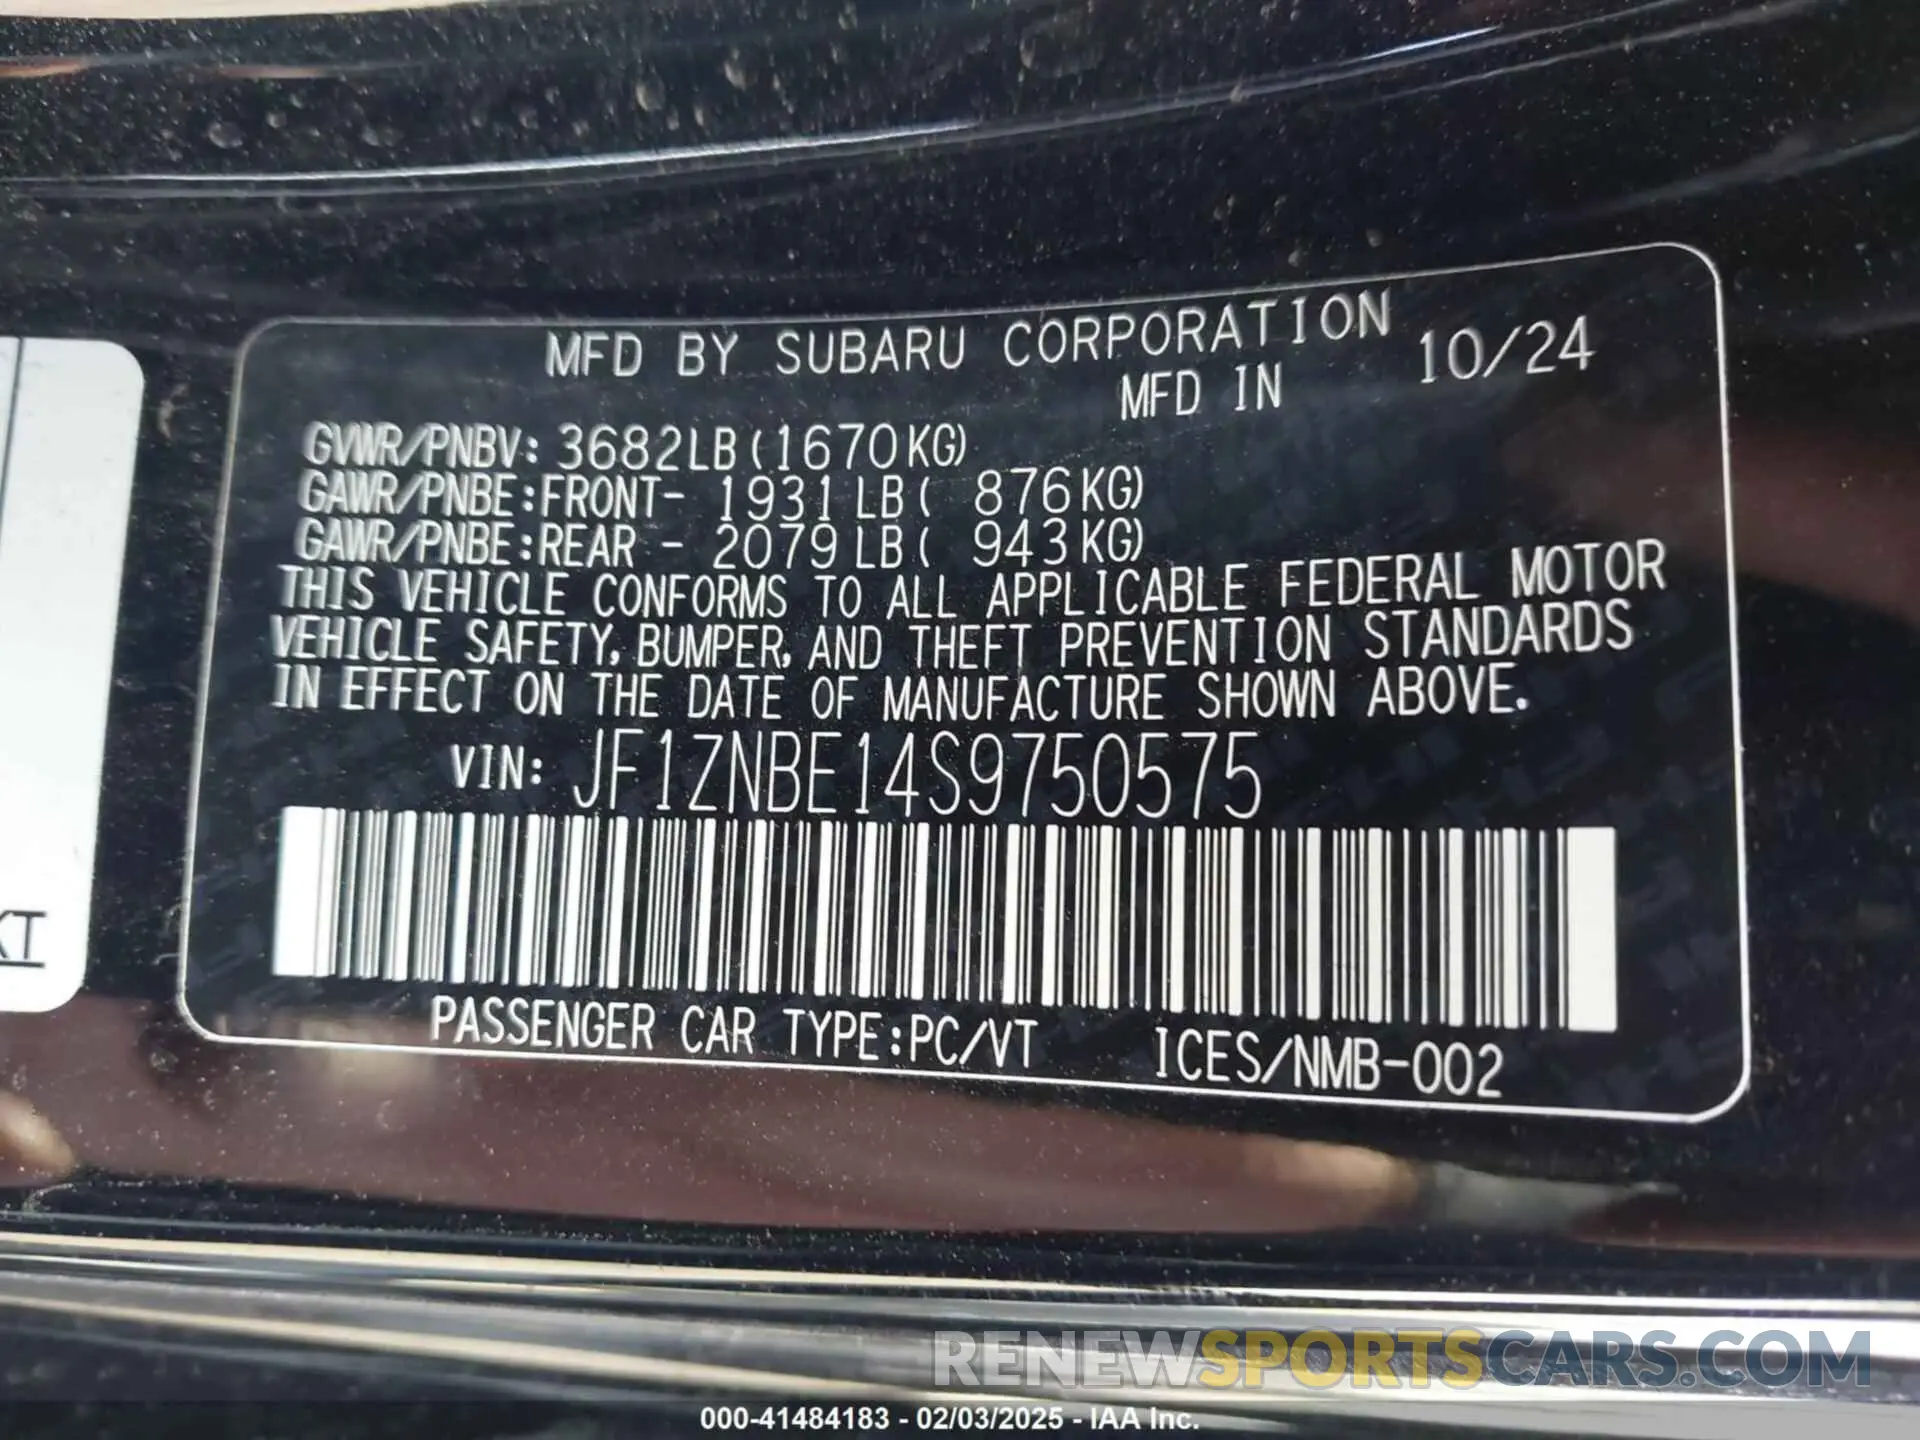 MFD BY SUBARU CORPORATION
MFD IN 10/24
GVWR/PNBV: 3682LB(1670KG)
GAWR/PNBE:FRONT- 1931LB( 876KG)
GAWR/PNBE:REAR - 2079LB( 943KG)
THIS VEHICLE CONFORMS TO ALL APPLICABLE FEDERAL MOTOR
VEHICLE SAFETY, BUMPER, AND THEFT PREVENTION STANDARDS
IN EFFECT ON THE DATE OF MANUFACTURE SHOWN ABOVE.
VIN: JF1ZNBE14S9750575
PASSENGER CAR TYPE:PC/VT ICES/NMB-002
RENEWSPORTSCARS.COM
000-41484183 - 02/03/2025 - IAA Inc.